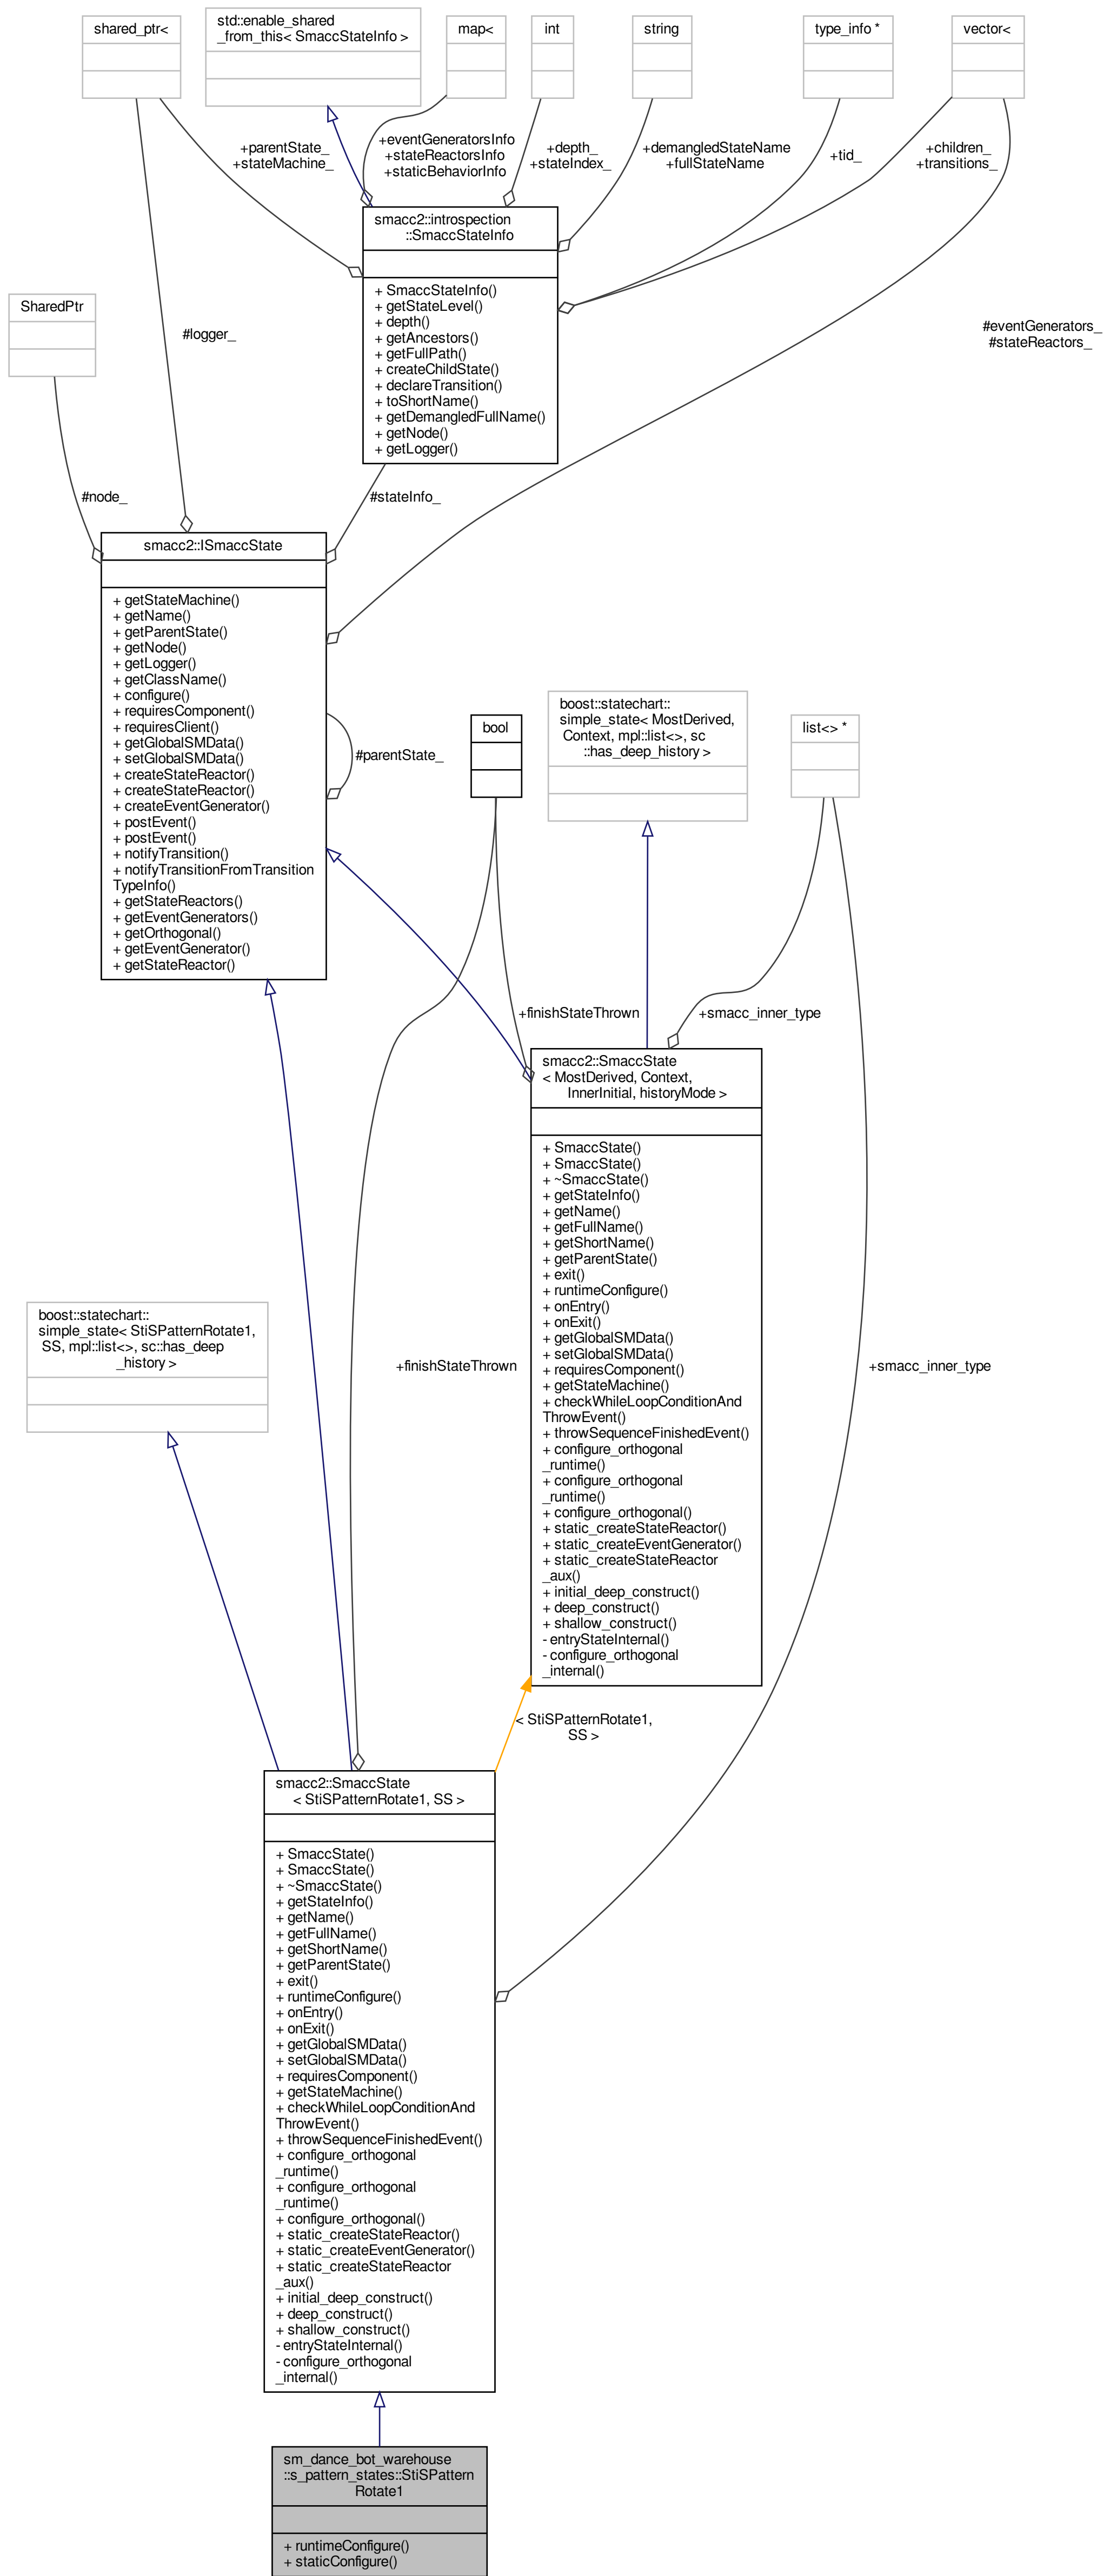 shared_ptr<
std::enable_shared
_from_this< SmaccStateInfo >
map<
int
string
type_info *
vector<
+parentState_
+stateMachine_
+eventGeneratorsInfo
+stateReactorsInfo
+staticBehaviorInfo
+depth_
+stateIndex_
+demangledStateName
+fullStateName
+tid_
+children_
+transitions_
smacc2::introspection
::SmaccStateInfo
+ SmaccStateInfo()
+ getStateLevel()
+ depth()
+ getAncestors()
+ getFullPath()
+ createChildState()
+ declareTransition()
+ toShortName()
+ getDemangledFullName()
+ getNode()
+ getLogger()
SharedPtr
#logger_
#eventGenerators_
#stateReactors_
#node_
#stateInfo_
smacc2::ISmaccState
+ getStateMachine()
+ getName()
+ getParentState()
+ getNode()
+ getLogger()
+ getClassName()
+ configure()
+ requiresComponent()
+ requiresClient()
+ getGlobalSMData()
+ setGlobalSMData()
+ createStateReactor()
+ createStateReactor()
+ createEventGenerator()
+ postEvent()
+ postEvent()
+ notifyTransition()
+ notifyTransitionFromTransition
TypeInfo()
+ getStateReactors()
+ getEventGenerators()
+ getOrthogonal()
+ getEventGenerator()
+ getStateReactor()
#parentState_
bool
boost::statechart::
simple_state< MostDerived,
Context, mpl::list<>, sc
::has_deep_history >
list<> *
+finishStateThrown
+smacc_inner_type
smacc2::SmaccState
< MostDerived, Context,
InnerInitial, historyMode >
+ SmaccState()
+ SmaccState()
+ ~SmaccState()
+ getStateInfo()
+ getName()
+ getFullName()
+ getShortName()
+ getParentState()
+ exit()
+ runtimeConfigure()
+ onEntry()
+ onExit()
+ getGlobalSMData()
+ setGlobalSMData()
+ requiresComponent()
+ getStateMachine()
+ checkWhileLoopConditionAnd
ThrowEvent()
+ throwSequenceFinishedEvent()
+ configure_orthogonal
_runtime()
+ configure_orthogonal
_runtime()
+ configure_orthogonal()
+ static_createStateReactor()
+ static_createEventGenerator()
+ static_createStateReactor
_aux()
+ initial_deep_construct()
+ deep_construct()
+ shallow_construct()
- entryStateInternal()
- configure_orthogonal
_internal()
boost::statechart::
simple_state< StiSPatternRotate1,
SS, mpl::list<>, sc::has_deep
_history >
+finishStateThrown
+smacc_inner_type
< StiSPatternRotate1,
SS >
smacc2::SmaccState
< StiSPatternRotate1, SS >
+ SmaccState()
+ SmaccState()
+ ~SmaccState()
+ getStateInfo()
+ getName()
+ getFullName()
+ getShortName()
+ getParentState()
+ exit()
+ runtimeConfigure()
+ onEntry()
+ onExit()
+ getGlobalSMData()
+ setGlobalSMData()
+ requiresComponent()
+ getStateMachine()
+ checkWhileLoopConditionAnd
ThrowEvent()
+ throwSequenceFinishedEvent()
+ configure_orthogonal
_runtime()
+ configure_orthogonal
_runtime()
+ configure_orthogonal()
+ static_createStateReactor()
+ static_createEventGenerator()
+ static_createStateReactor
_aux()
+ initial_deep_construct()
+ deep_construct()
+ shallow_construct()
- entryStateInternal()
- configure_orthogonal
_internal()
sm_dance_bot_warehouse
::s_pattern_states::StiSPattern
Rotate1
+ runtimeConfigure()
+ staticConfigure()